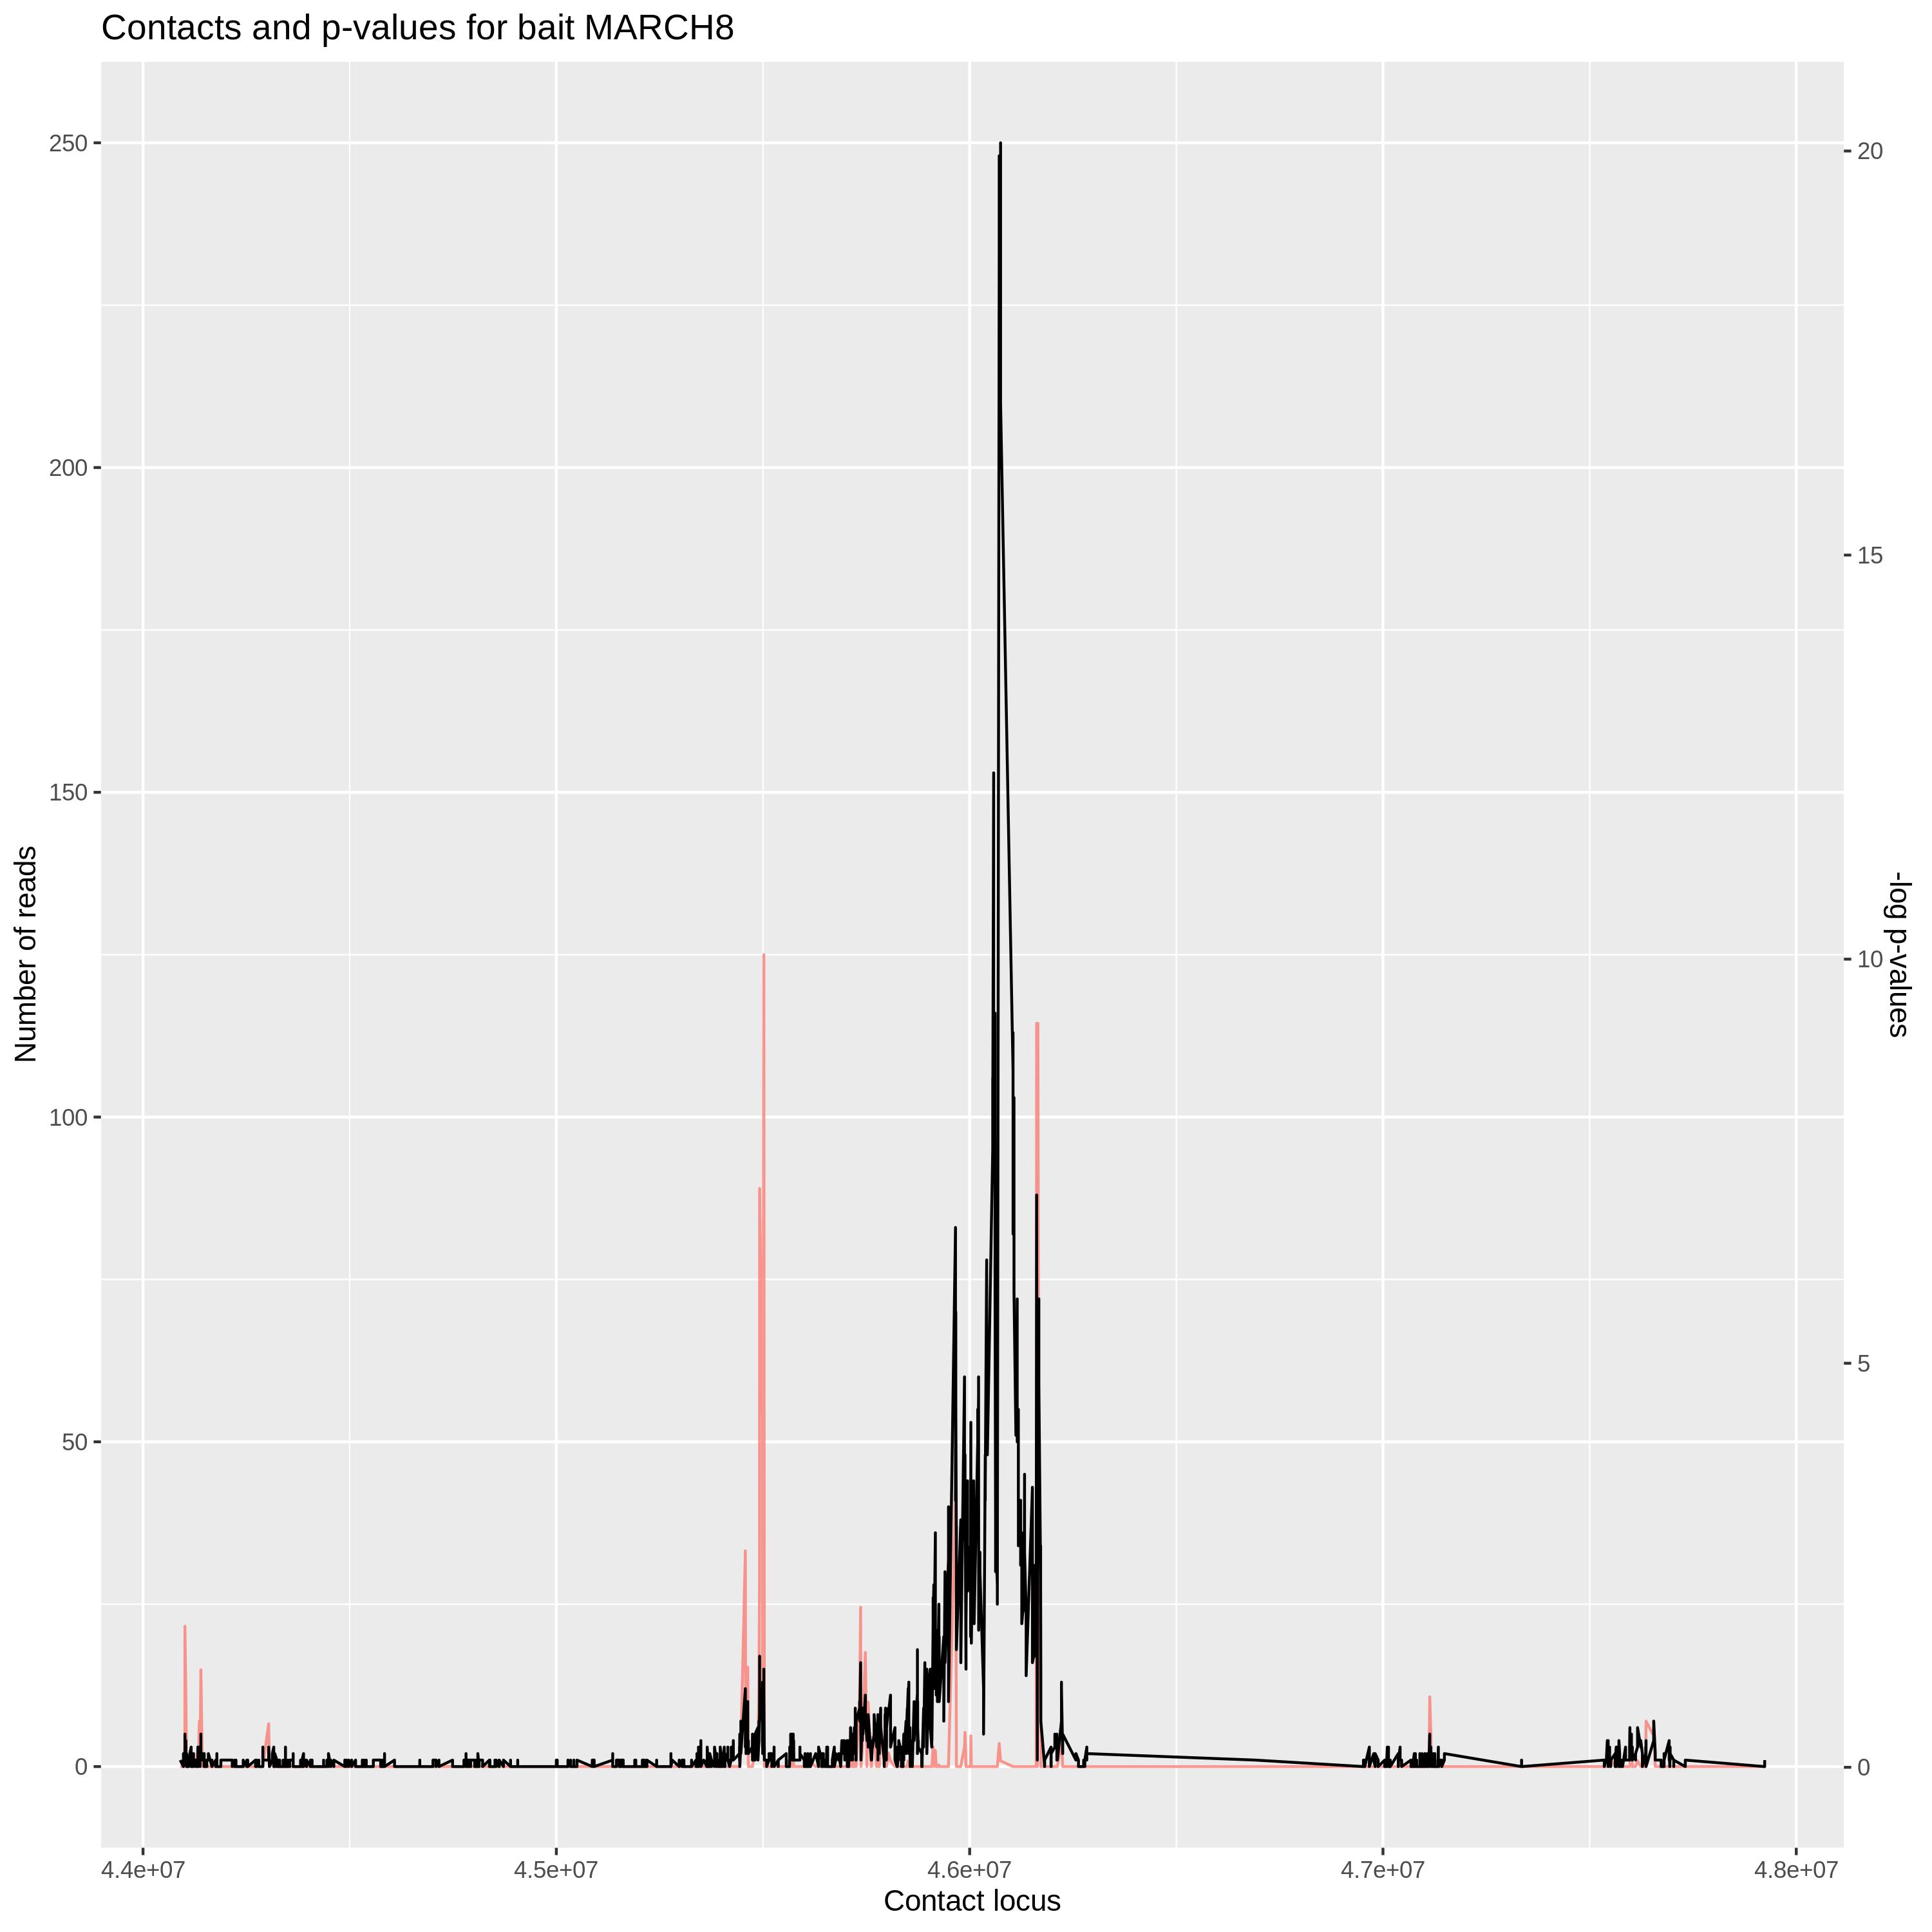 Contacts and p-values for bait MARCH8
250
200
150
100
50
0
Number of reads
20
15
10
5
0
-log p-values
4.4e+07
4.5e+07
4.6e+07
4.7e+07
4.8e+07
Contact locus